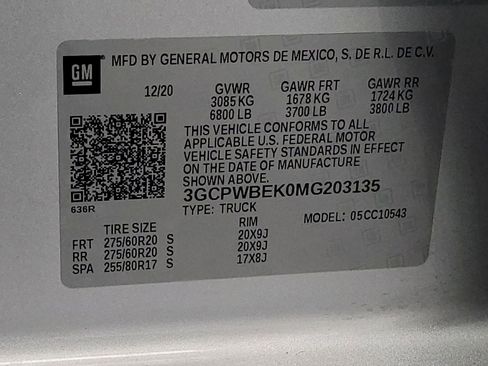 GM
MFD BY GENERAL MOTORS DE MEXICO, S. DE R.L. DE C.V.
12/20 GVWR GAWR FRT GAWR RR
3085 KG 1678 KG 1724 KG
6800 LB 3700 LB 3800 LB
THIS VEHICLE CONFORMS TO ALL
APPLICABLE U.S. FEDERAL MOTOR
VEHICLE SAFETY STANDARDS IN EFFECT
ON THE DATE OF MANUFACTURE
SHOWN ABOVE.
3GCPWBEK0MG203135
636R
TYPE: TRUCK MODEL: 05CC10543
TIRE SIZE RIM
FRT 275/60R20 S 20X9J
RR 275/60R20 S 20X9J
SPA 255/80R17 S 17X8J